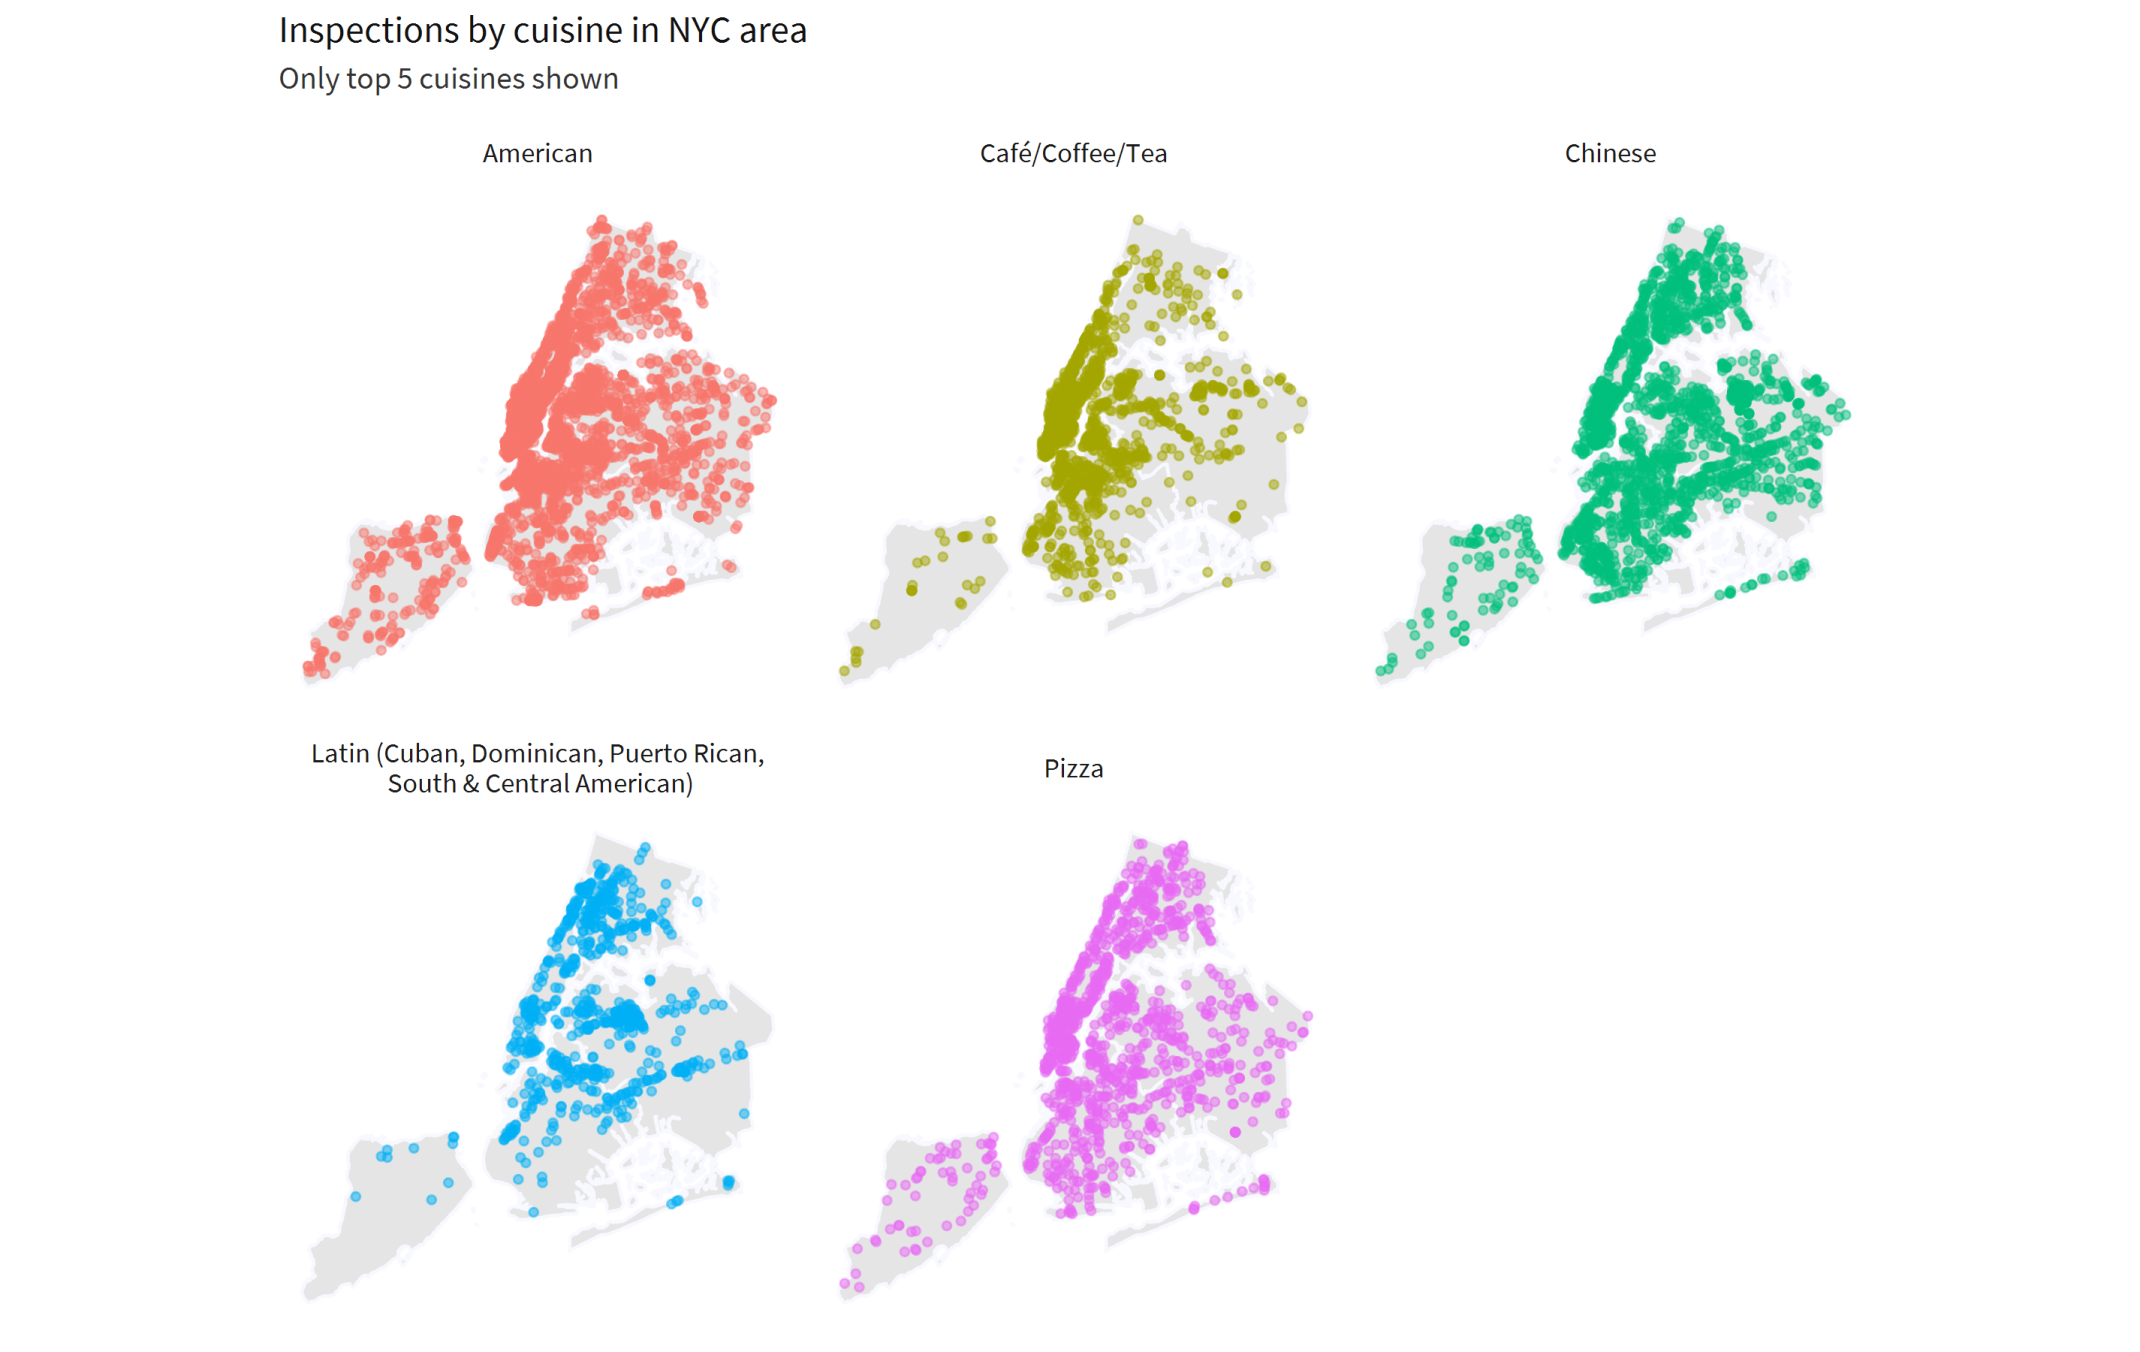 Inspections by cuisine in NYC area
Only top 5 cuisines shown
American
Café/Coffee/Tea
Chinese
Latin (Cuban, Dominican, Puerto Rican,
South & Central American)
Pizza